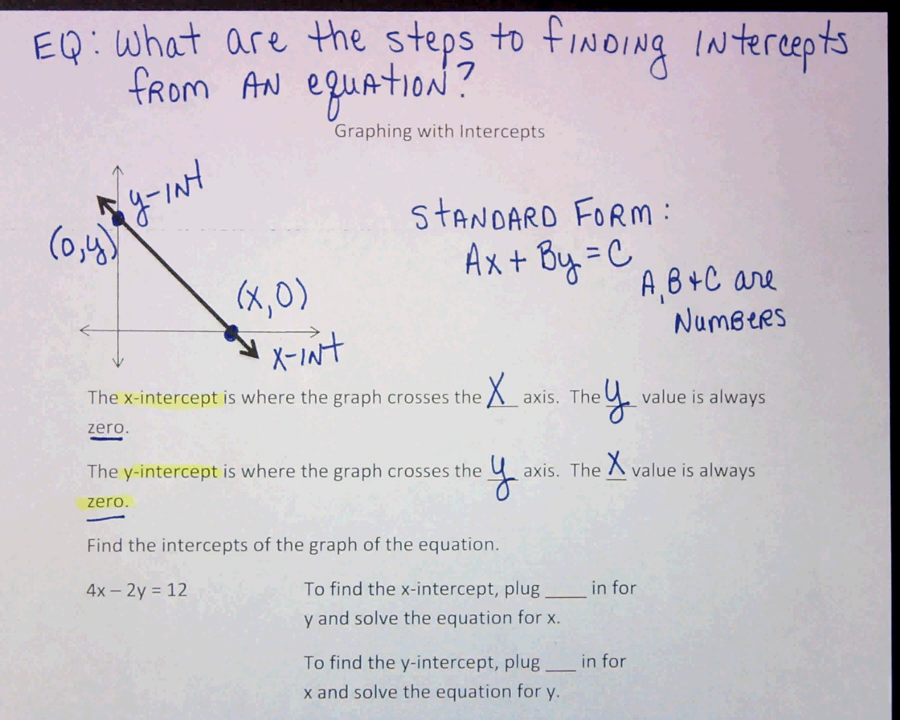 EQ: What are the steps to FINDING INtercepts
from AN equation?
Graphing with Intercepts
y-INt
(0,y)
(x,0)
x-INt
STANDARD FORM:
Ax + By = C
A, B + C are
NumBeRS
The x-intercept is where the graph crosses the X axis. The y value is always
zero.
The y-intercept is where the graph crosses the y axis. The X value is always
zero.
Find the intercepts of the graph of the equation.
4x – 2y = 12
To find the x-intercept, plug ____ in for
y and solve the equation for x.
To find the y-intercept, plug ___ in for
x and solve the equation for y.